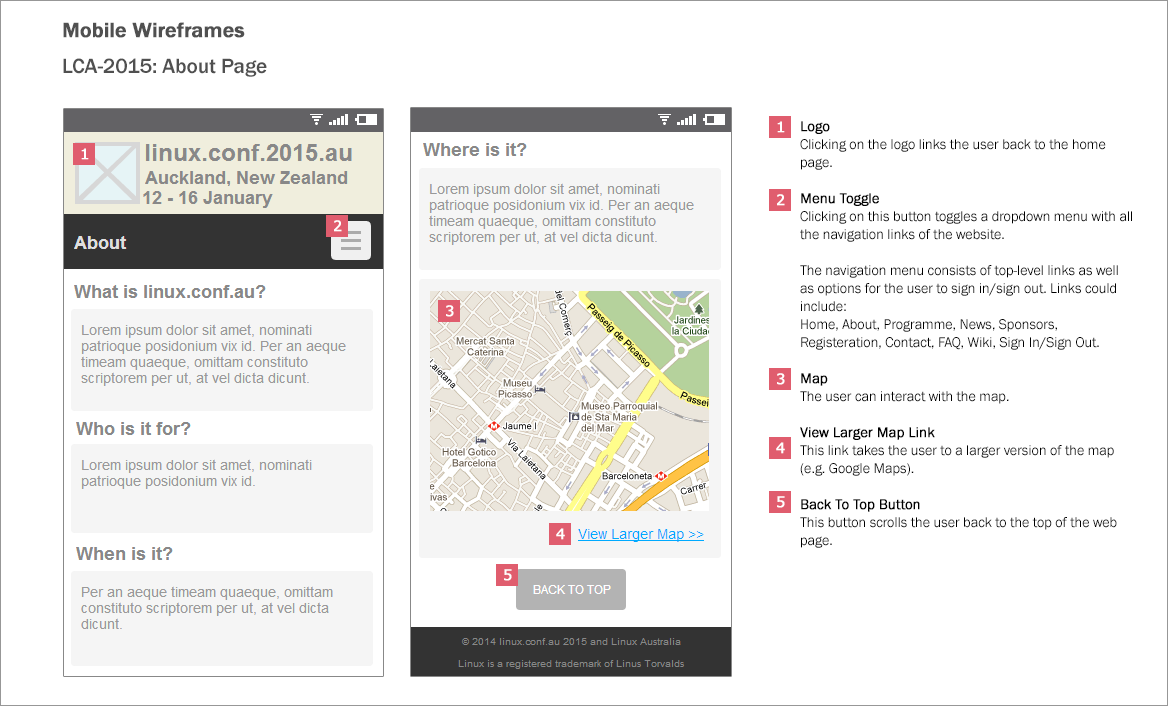 Mobile Wireframes
LCA-2015: About Page
1
linux.conf.2015.au
Auckland, New Zealand
12 - 16 January
About
2
What is linux.conf.au?
Lorem ipsum dolor sit amet, nominati
patrioque posidonium vix id. Per an aeque
timeam quaeque, omittam constituto
scriptorem per ut, at vel dicta dicunt.
Who is it for?
Lorem ipsum dolor sit amet, nominati
patrioque posidonium vix id.
When is it?
Per an aeque timeam quaeque, omittam
constituto scriptorem per ut, at vel dicta
dicunt.
Where is it?
Lorem ipsum dolor sit amet, nominati
patrioque posidonium vix id. Per an aeque
timeam quaeque, omittam constituto
scriptorem per ut, at vel dicta dicunt.
3
del Comerç
Passeig de Picasso
Jardines
la Ciuda
Mercat Santa
Caterina
Laietana
Museu
Picasso
Passei
Museo Parroquial
de Sta Maria
del Mar
Jaume I
Via Laietana
Hotel Gotico
Barcelona
Barceloneta
Carrer
ivas
4
View Larger Map >>
5
BACK TO TOP
© 2014 linux.conf.au 2015 and Linux Australia
Linux is a registered trademark of Linus Torvalds
1
Logo
Clicking on the logo links the user back to the home
page.
2
Menu Toggle
Clicking on this button toggles a dropdown menu with all
the navigation links of the website.
The navigation menu consists of top-level links as well
as options for the user to sign in/sign out. Links could
include:
Home, About, Programme, News, Sponsors,
Registeration, Contact, FAQ, Wiki, Sign In/Sign Out.
3
Map
The user can interact with the map.
View Larger Map Link
4
This link takes the user to a larger version of the map
(e.g. Google Maps).
5
Back To Top Button
This button scrolls the user back to the top of the web
page.